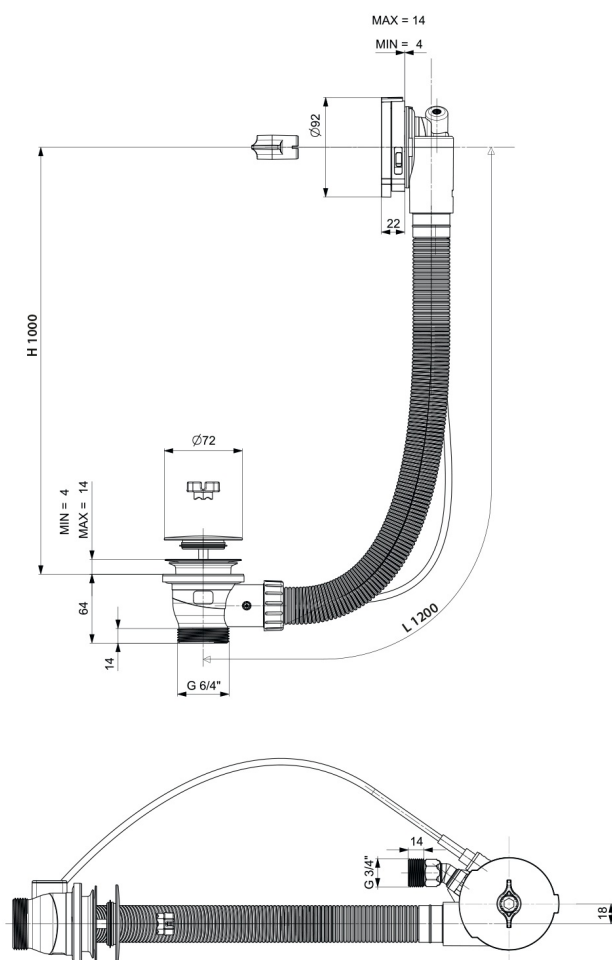 MAX = 14
MIN = 4
Ø92
22
H 1000
Ø72
MIN = 4
MAX = 14
64
14
G 6/4"
L 1200
14
G 3/4"
18